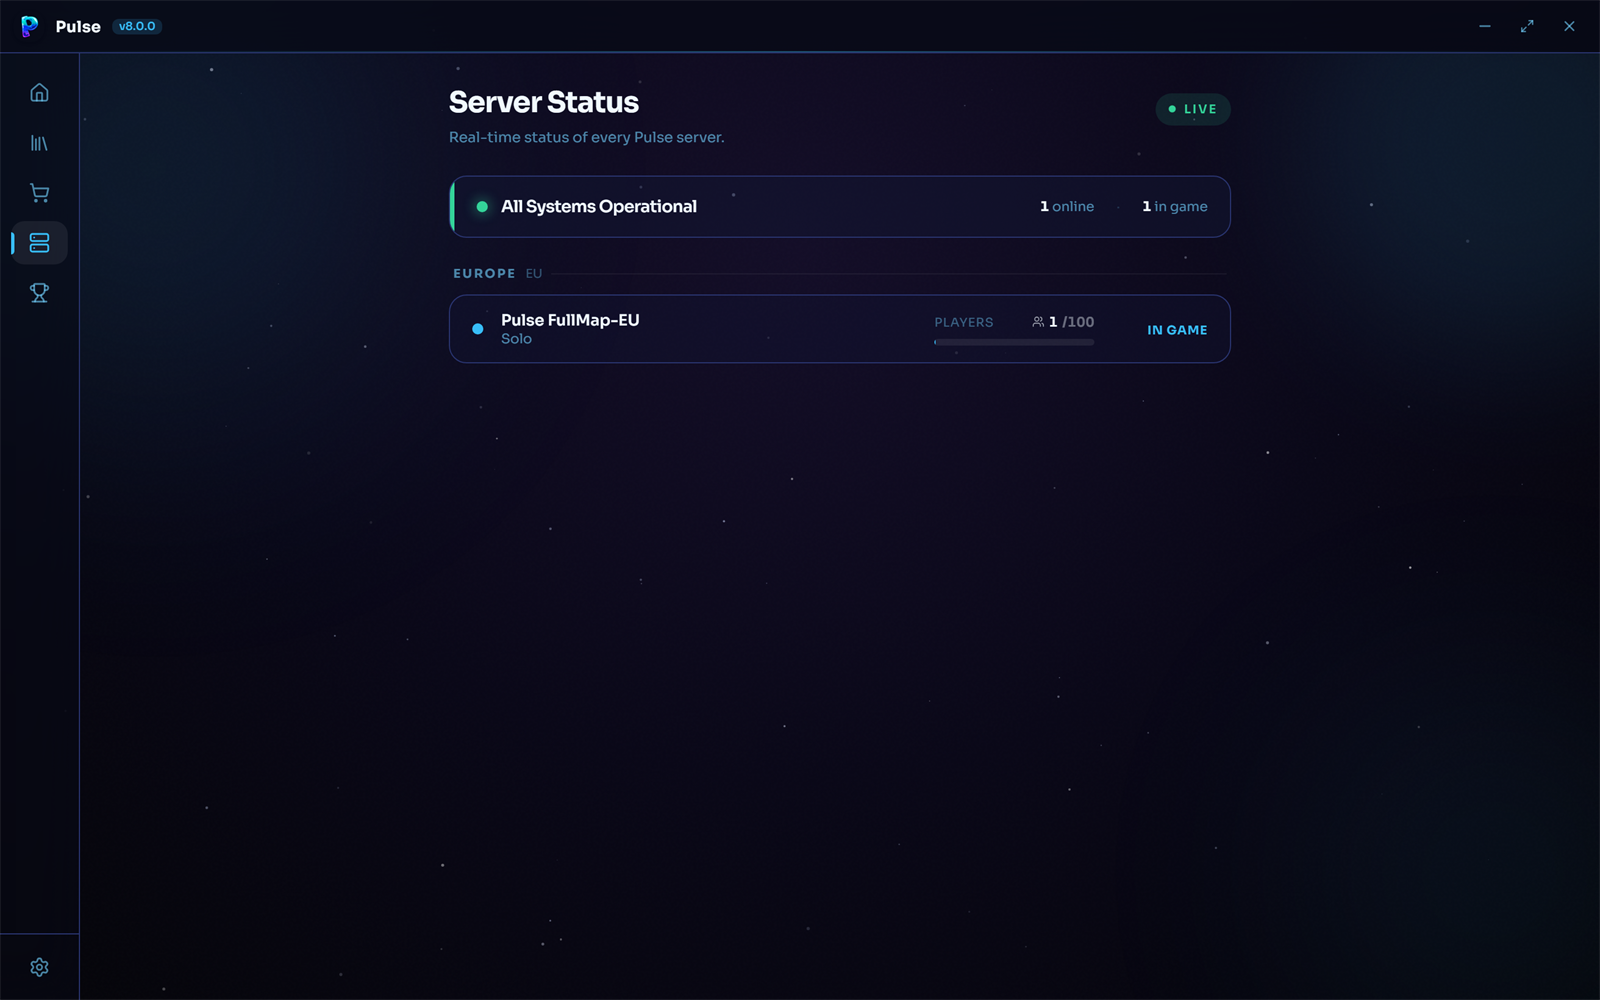 Pulse v8.0.0
Server Status
LIVE
Real-time status of every Pulse server.
All Systems Operational
1 online · 1 in game
EUROPE EU
Pulse FullMap-EU
Solo
PLAYERS 1 /100
IN GAME